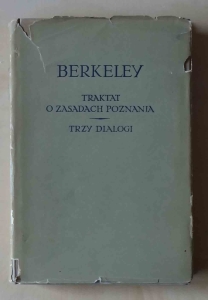 BERKELEY
TRAKTAT
O ZASADACH POZNANIA
TRZY DIALOGI